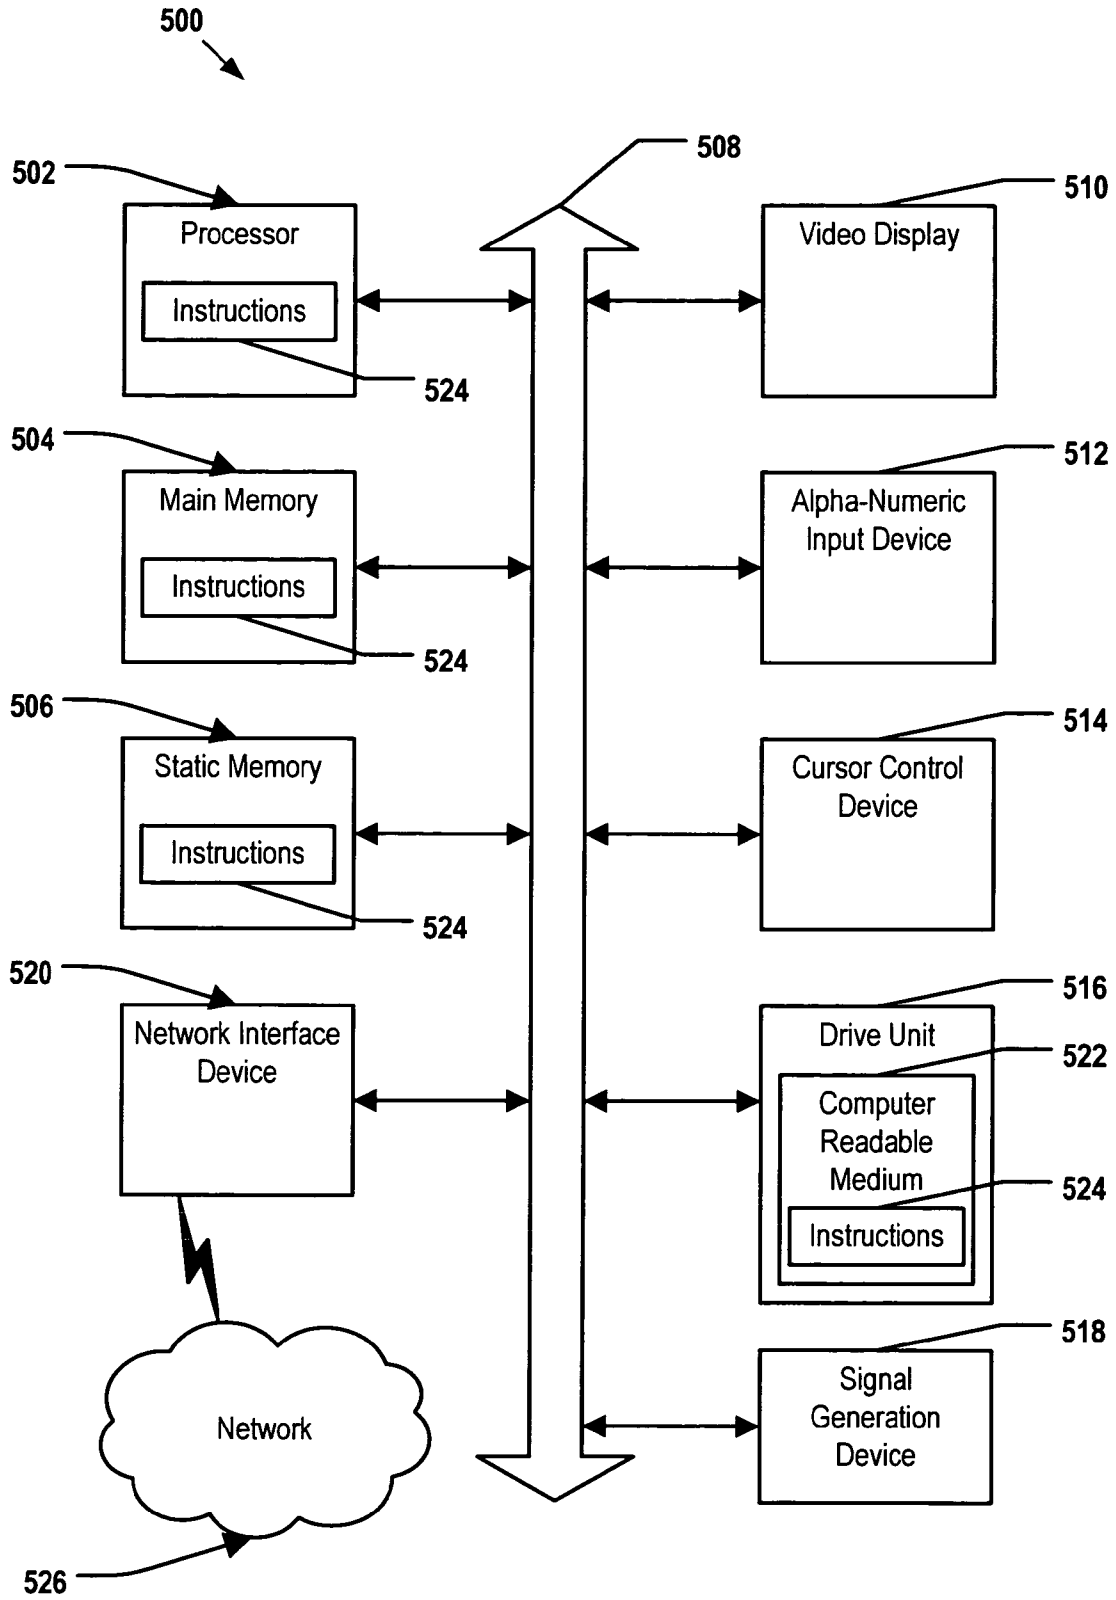 500
508
502
510
Processor
Video Display
Instructions
524
504
512
Main Memory
Alpha-Numeric
Input Device
Instructions
524
506
514
Static Memory
Cursor Control
Device
Instructions
524
520
516
Network Interface
Device
Drive Unit
522
Computer
Readable
Medium
524
Instructions
518
Signal
Generation
Device
Network
526